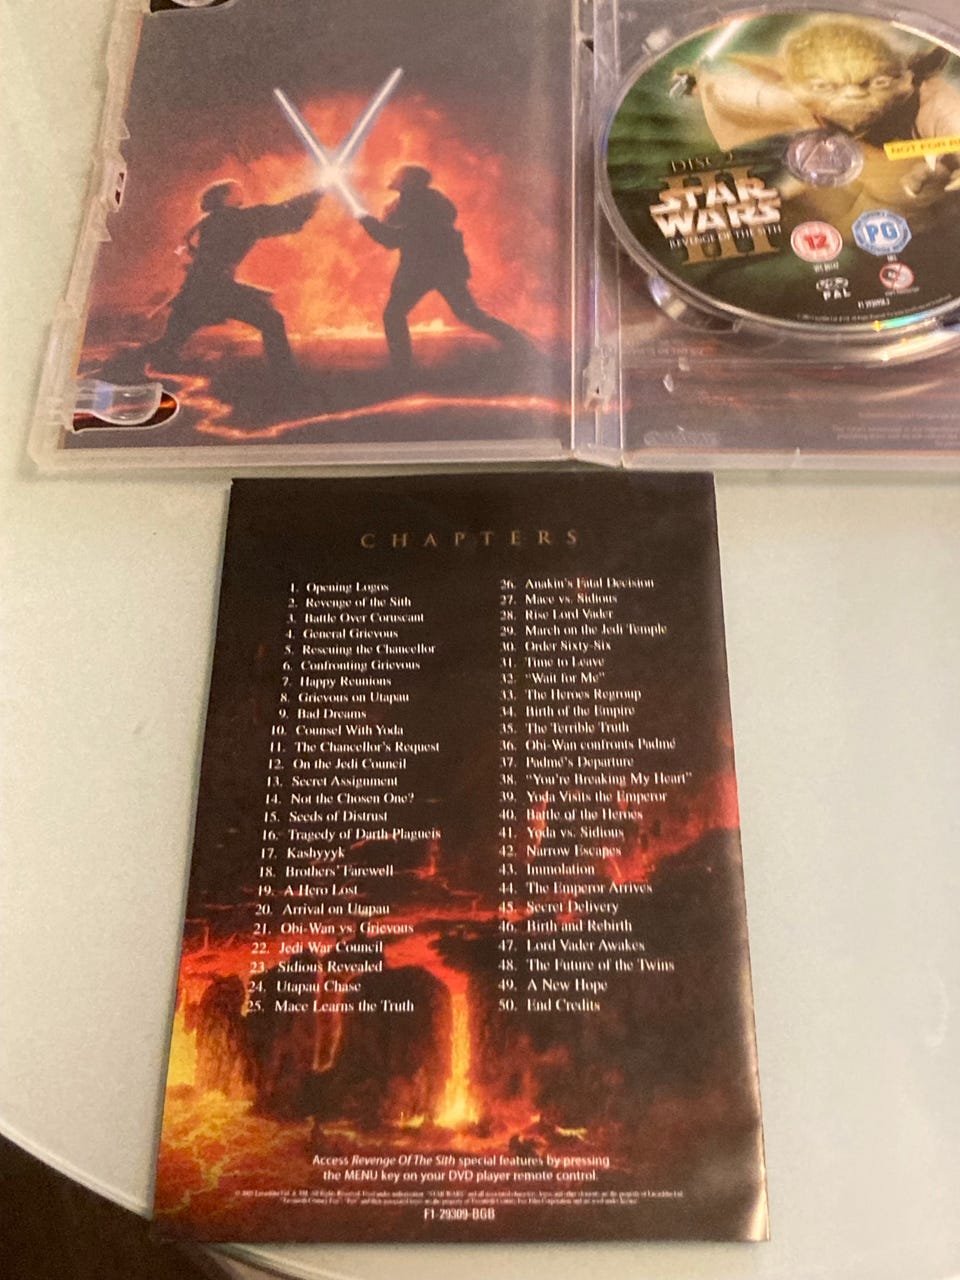 DISC 2
III
STAR
WARS
REVENGE OF THE SITH
III
12
PG
PAL
NOT FOR
CHAPTERS
1. Opening Logos
2. Revenge of the Sith
3. Battle Over Coruscant
4. General Grievous
5. Rescuing the Chancellor
6. Confronting Grievous
7. Happy Reunions
8. Grievous on Utapau
9. Bad Dreams
10. Counsel With Yoda
11. The Chancellor's Request
12. On the Jedi Council
13. Secret Assignment
14. Not the Chosen One?
15. Seeds of Distrust
16. Tragedy of Darth Plagueis
17. Kashyyyk
18. Brothers' Farewell
19. A Hero Lost
20. Arrival on Utapau
21. Obi-Wan vs. Grievous
22. Jedi War Council
23. Sidious Revealed
24. Utapau Chase
25. Mace Learns the Truth
26. Anakin's Fatal Decision
27. Mace vs. Sidious
28. Rise Lord Vader
29. March on the Jedi Temple
30. Order Sixty-Six
31. Time to Leave
32. "Wait for Me"
33. The Heroes Regroup
34. Birth of the Empire
35. The Terrible Truth
36. Obi-Wan confronts Padmé
37. Padmé's Departure
38. "You're Breaking My Heart"
39. Yoda Visits the Emperor
40. Battle of the Heroes
41. Yoda vs. Sidious
42. Narrow Escapes
43. Immolation
44. The Emperor Arrives
45. Secret Delivery
46. Birth and Rebirth
47. Lord Vader Awakes
48. The Future of the Twins
49. A New Hope
50. End Credits
Access Revenge Of The Sith special features by pressing
the MENU key on your DVD player remote control.
F1-29309-BGB